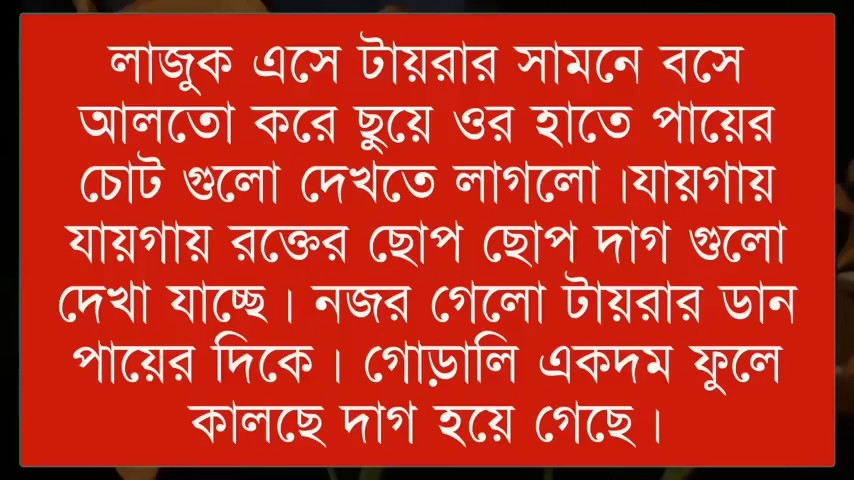 লাজুক এসে টায়রার সামনে বসে
আলতো করে ছুয়ে ওর হাতে পায়ের
চোট গুলো দেখতে লাগলো।যায়গায়
যায়গায় রক্তের ছোপ ছোপ দাগ গুলো
দেখা যাচ্ছে। নজর গেলো টায়রার ডান
পায়ের দিকে। গোড়ালি একদম ফুলে
কালছে দাগ হয়ে গেছে।